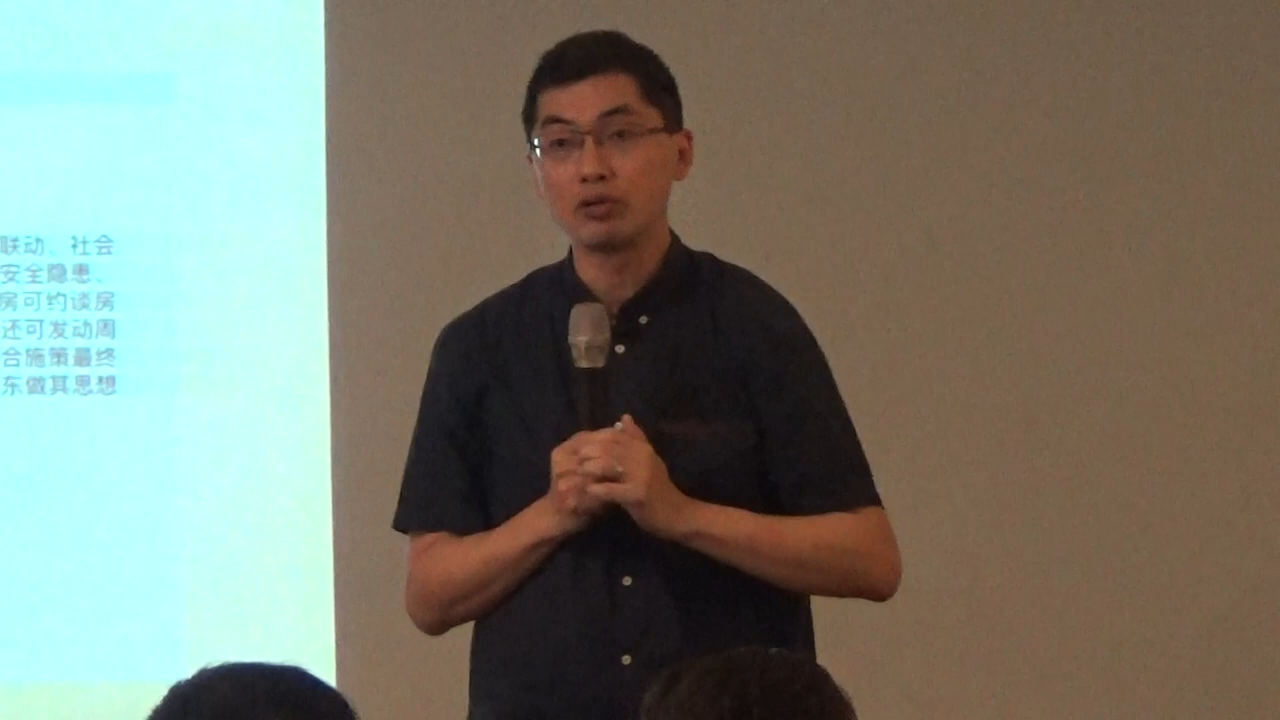 联动、社会
安全隐患、
房可约谈房
还可发动周
合施策最终
东做其思想